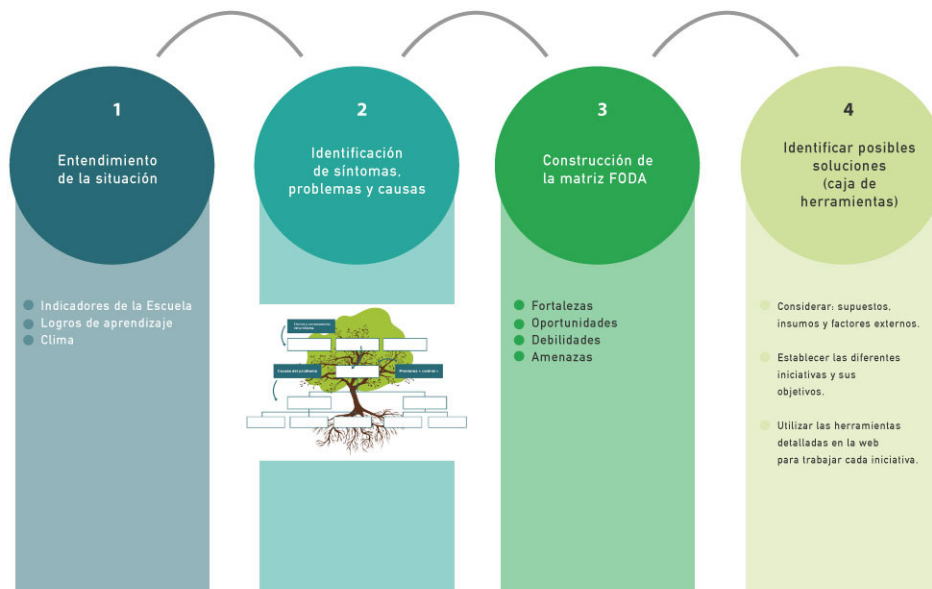 1
Entendimiento
de la situación
Indicadores de la Escuela
Logros de aprendizaje
Clima
2
Identificación
de síntomas,
problemas y causas
Causas del problema
Problema central
3
Construcción de
la matriz FODA
Fortalezas
Oportunidades
Debilidades
Amenazas
4
Identificar posibles
soluciones
(caja de
herramientas)
Considerar: supuestos,
insumos y factores externos.
Establecer las diferentes
iniciativas y sus
objetivos.
Utilizar las herramientas
detalladas en la web
para trabajar cada iniciativa.